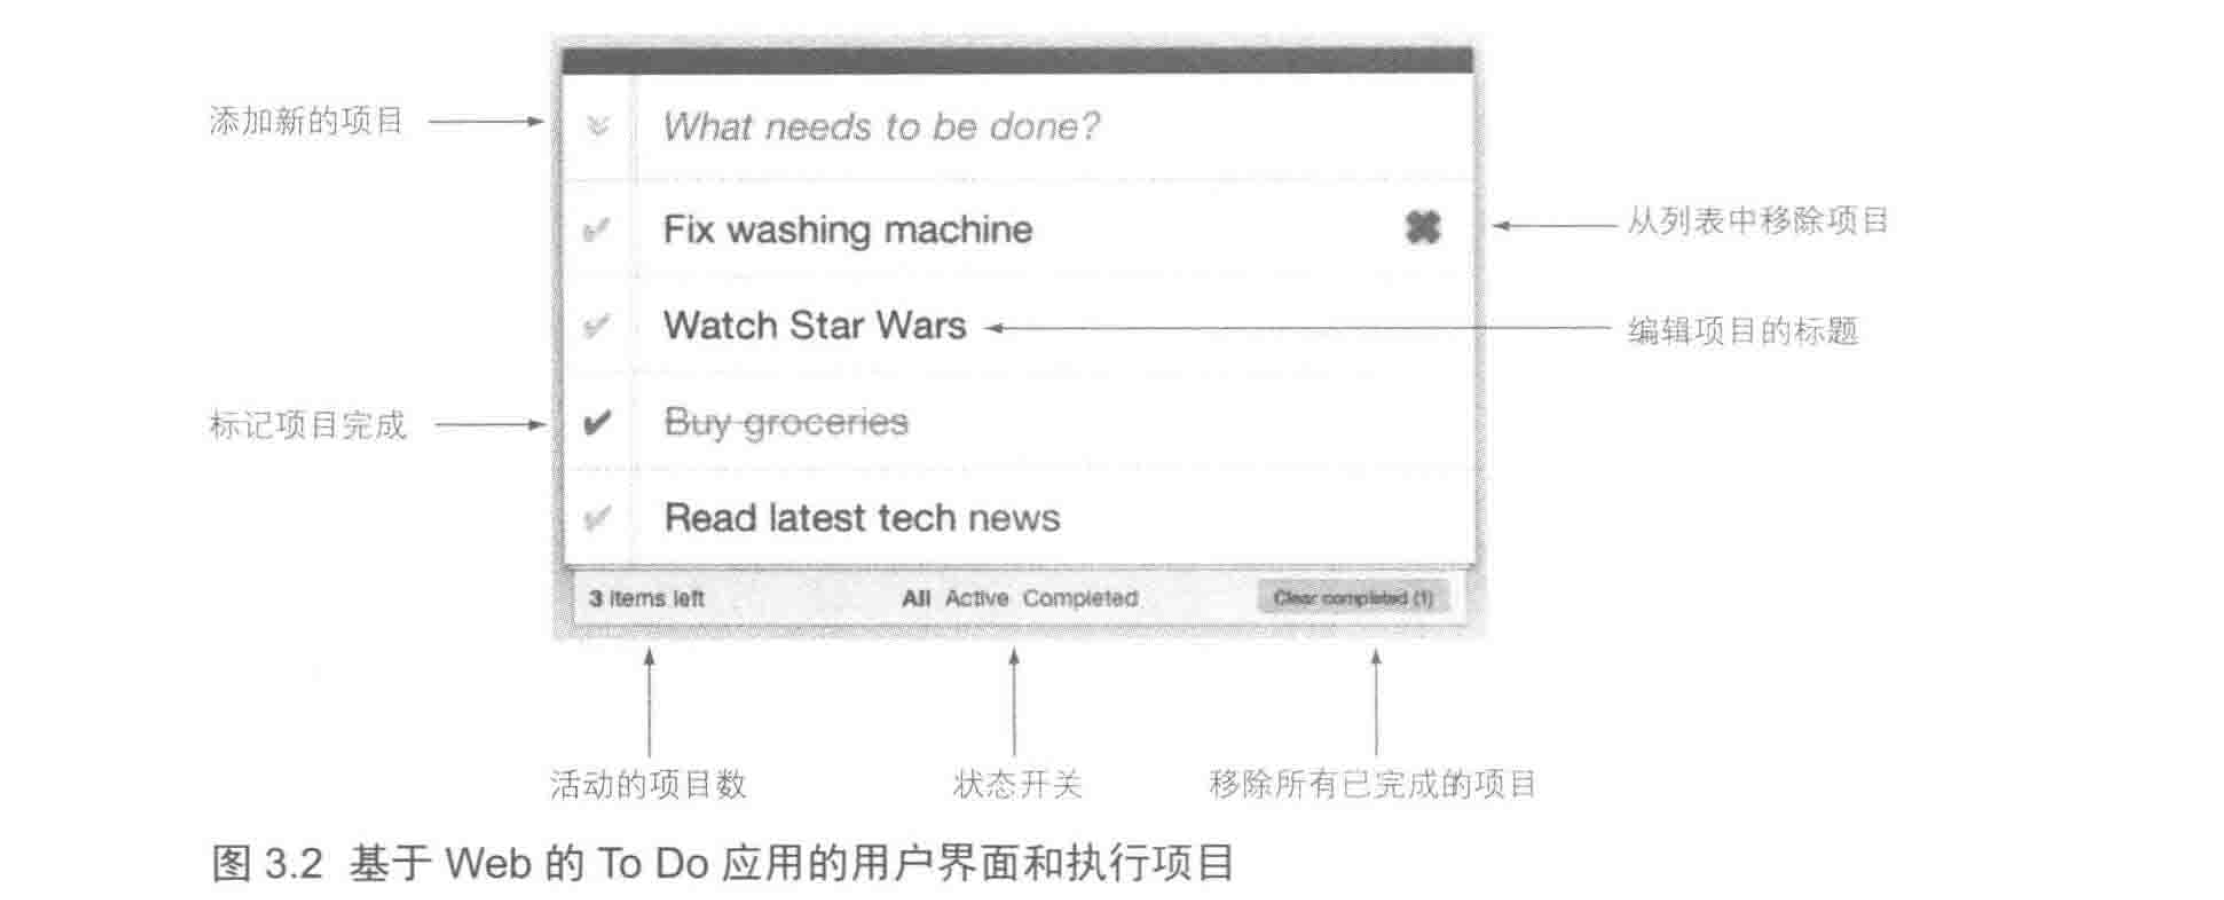 添加新的项目
What needs to be done?
Fix washing machine
从列表中移除项目
Watch Star Wars
编辑项目的标题
标记项目完成
Buy groceries
Read latest tech news
3 items left
All Active Completed
Clear completed (1)
活动的项目数
状态开关
移除所有已完成的项目
图 3.2 基于 Web 的 To Do 应用的用户界面和执行项目